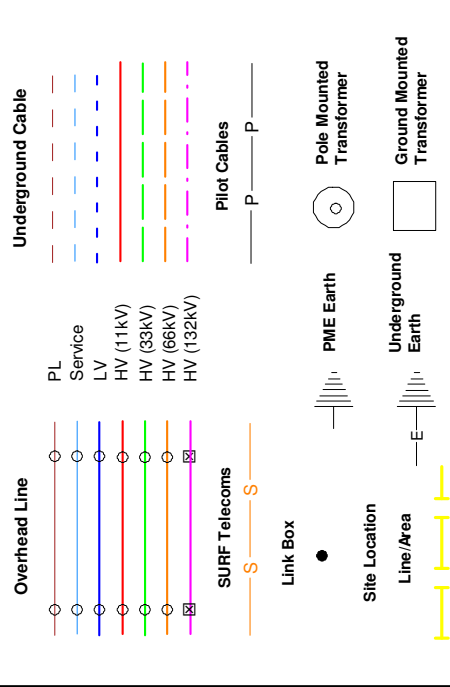 Overhead Line
Underground Cable
PL
Service
LV
HV (11kV)
HV (33kV)
HV (66kV)
HV (132kV)
SURF Telecoms
S
S
Pilot Cables
P
P
Link Box
PME Earth
Pole Mounted
Transformer
Site Location
Line/Area
E
Underground
Earth
Ground Mounted
Transformer